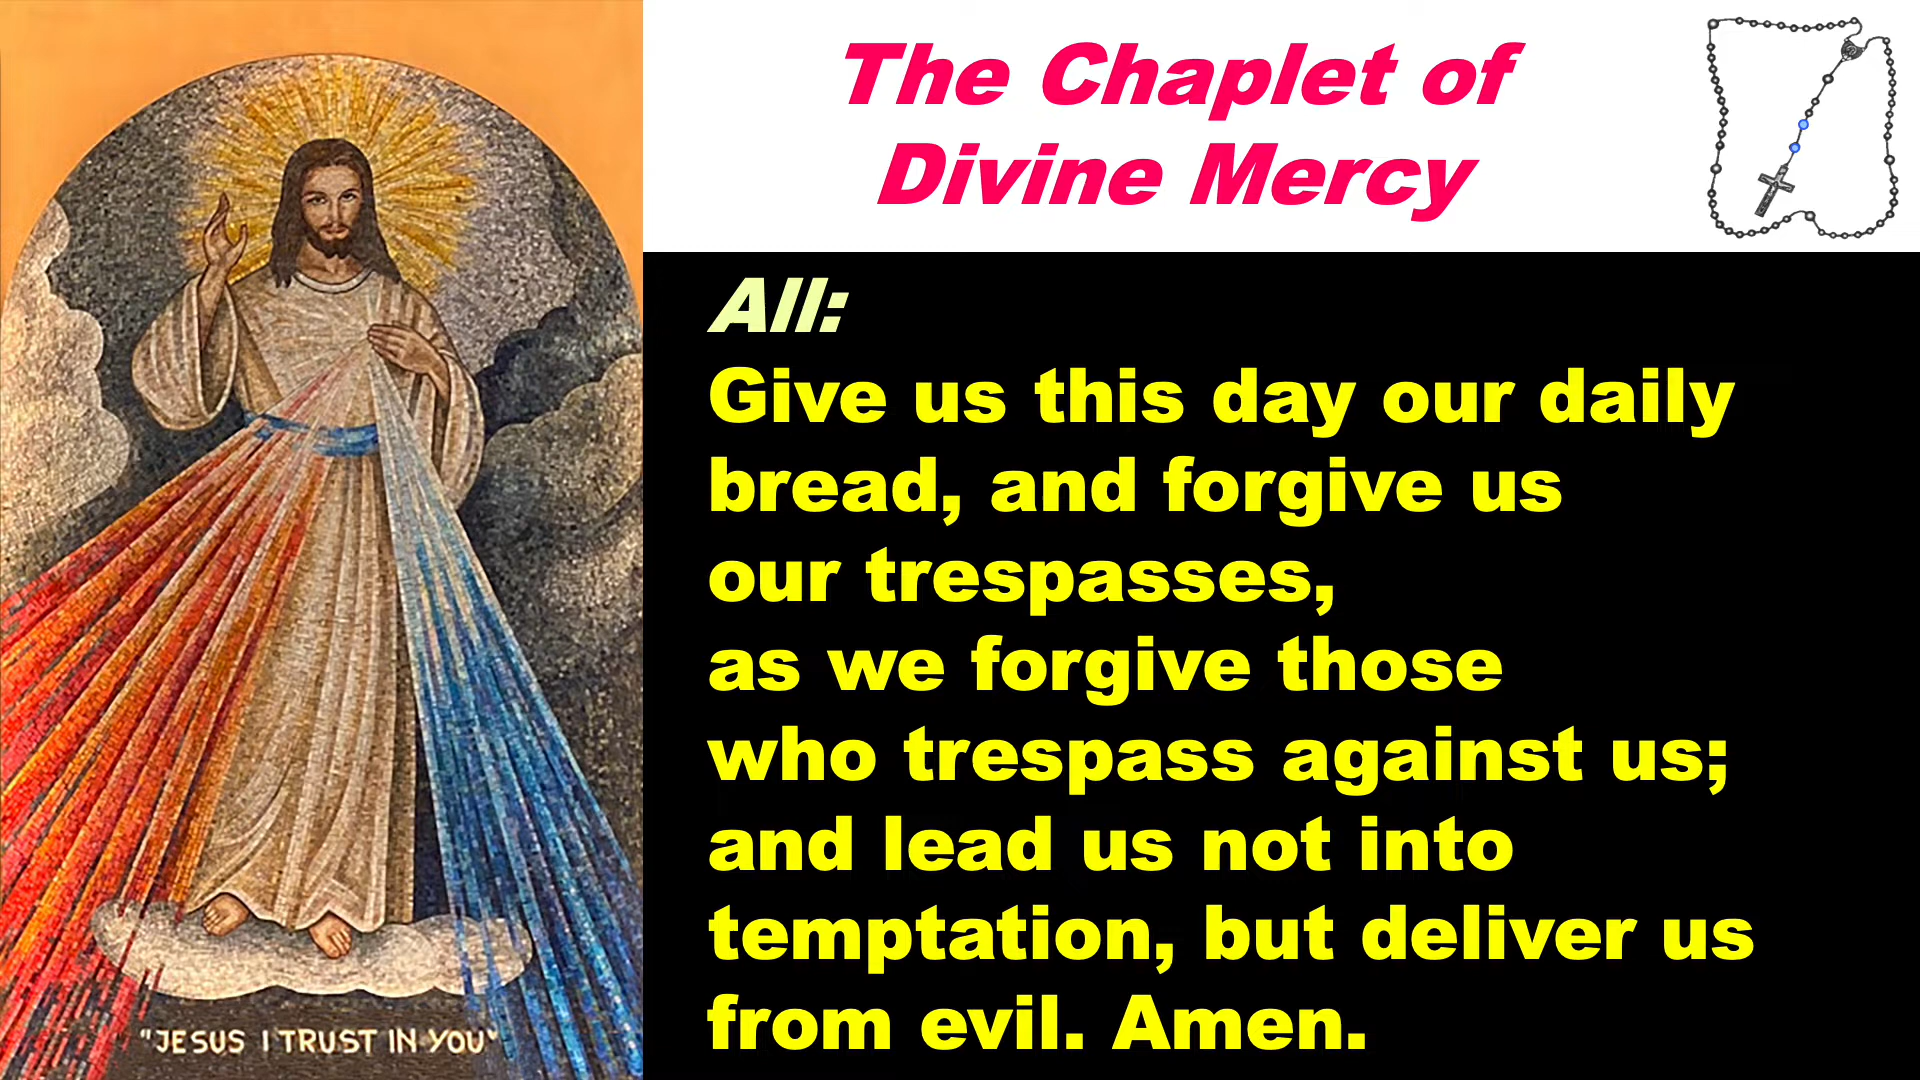 The Chaplet of
Divine Mercy
All:
Give us this day our daily
bread, and forgive us
our trespasses,
as we forgive those
who trespass against us;
and lead us not into
temptation, but deliver us
from evil. Amen.
"JESUS I TRUST IN YOU"